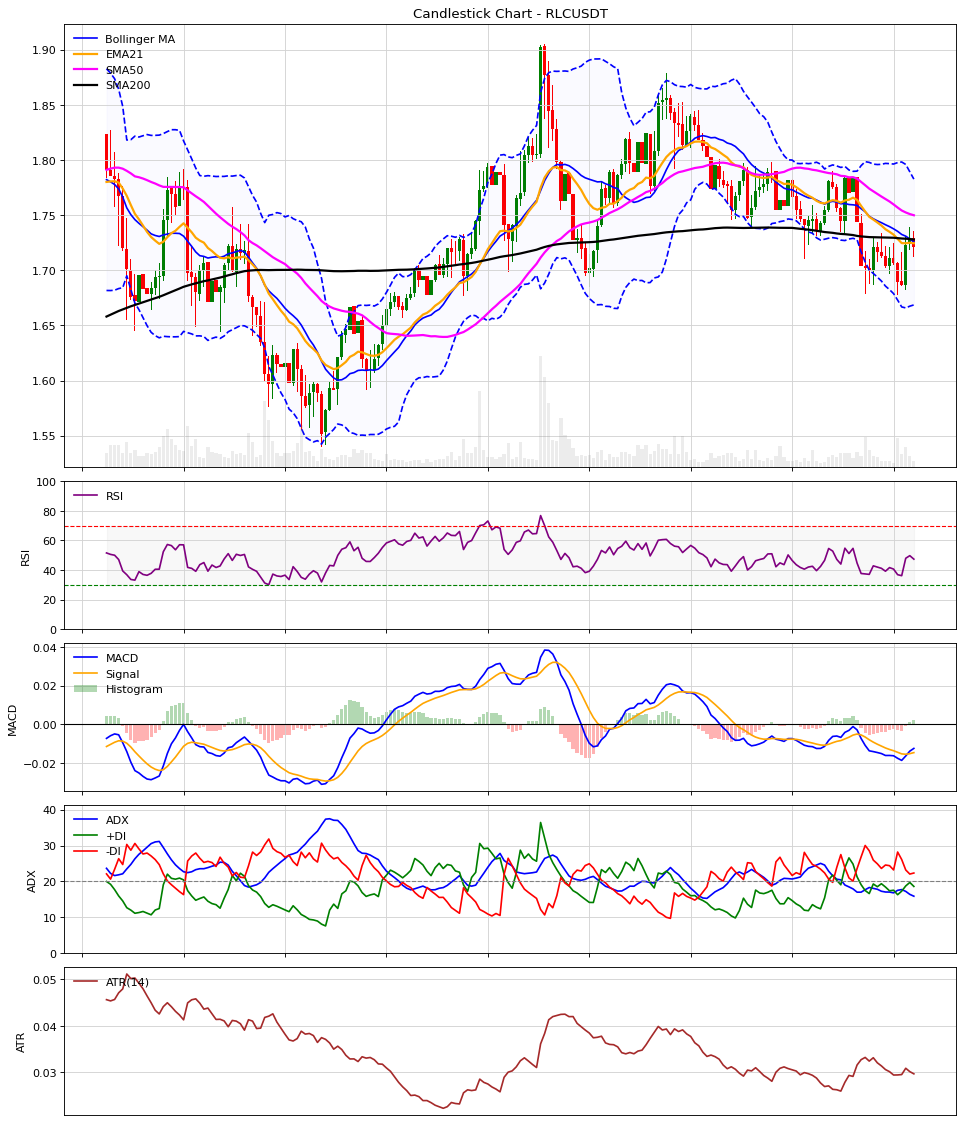 Candlestick Chart - RLCUSDT
Bollinger MA
EMA21
SMA50
SMA200
1.90
1.85
1.80
1.75
1.70
1.65
1.60
1.55
RSI
100
80
60
40
20
0
RSI
MACD
Signal
Histogram
0.04
0.02
0.00
−0.02
MACD
ADX
+DI
-DI
40
30
20
10
0
ADX
ATR(14)
0.05
0.04
0.03
ATR